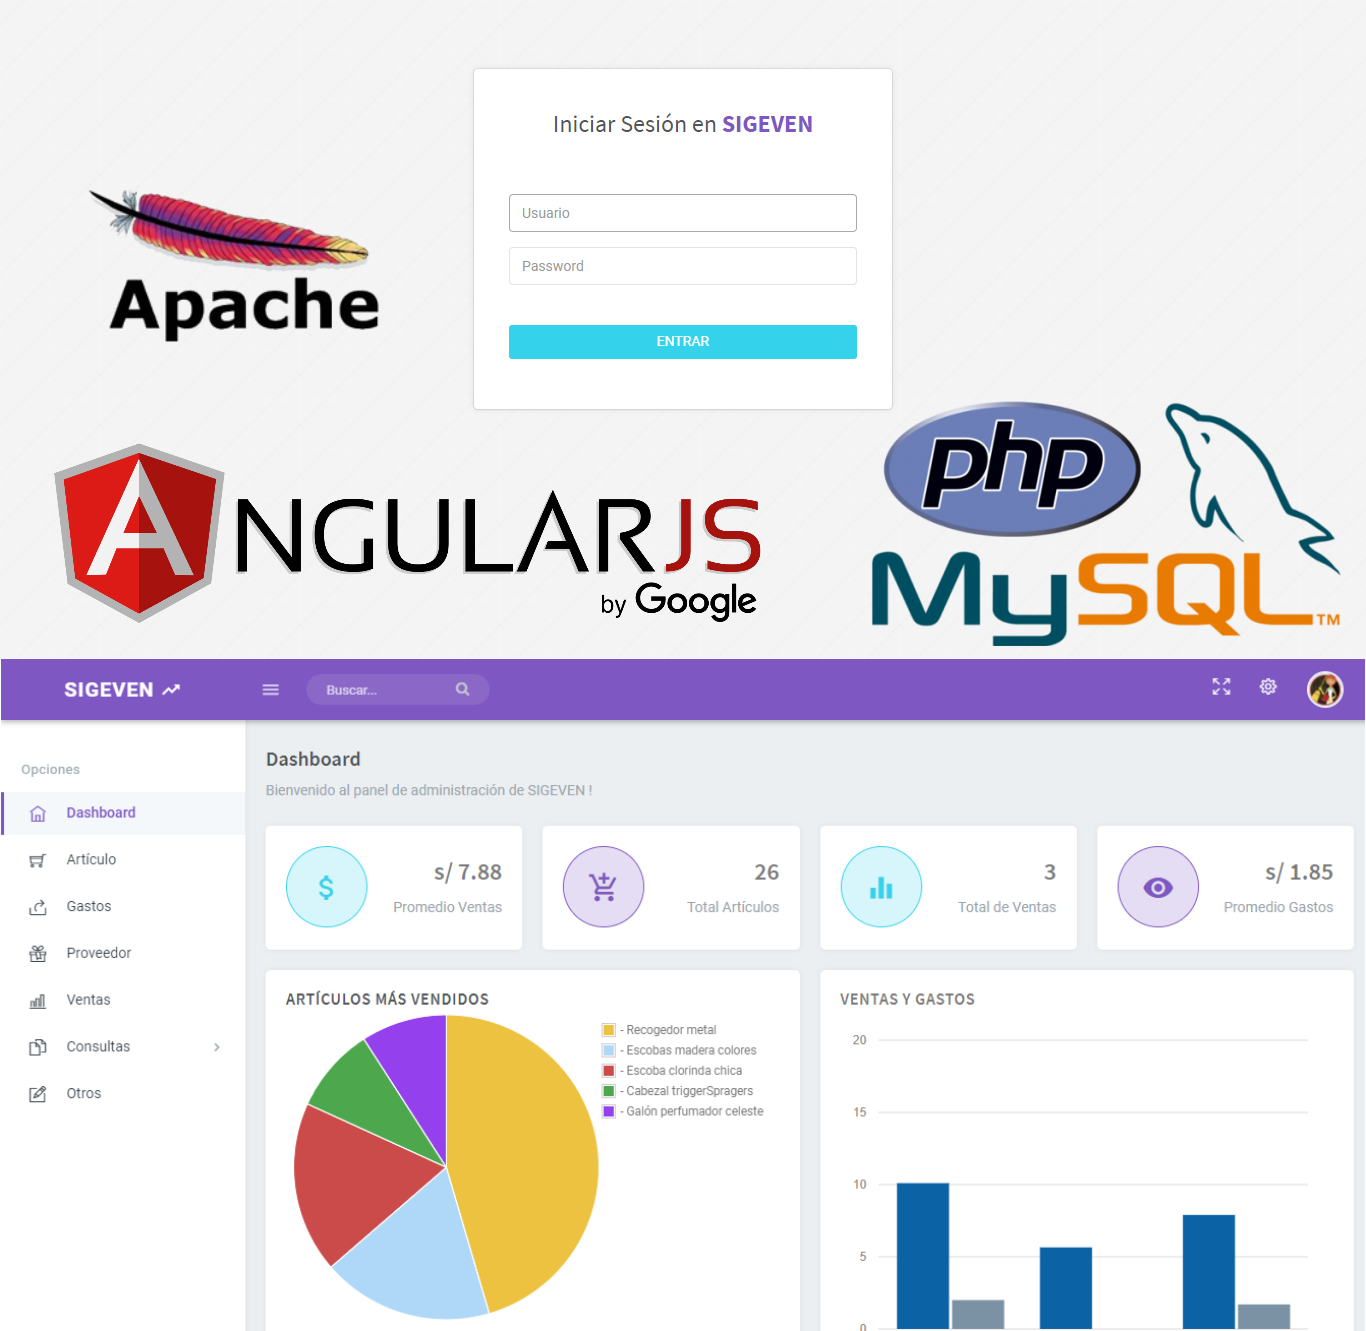 Iniciar Sesión en SIGEVEN
Usuario
Password
ENTRAR
Apache
ANGULARJS
by Google
php
MySQL™
SIGEVEN
Buscar...
Opciones
Dashboard
Artículo
Gastos
Proveedor
Ventas
Consultas
Otros
Dashboard
Bienvenido al panel de administración de SIGEVEN !
s/ 7.88
Promedio Ventas
26
Total Artículos
3
Total de Ventas
s/ 1.85
Promedio Gastos
ARTÍCULOS MÁS VENDIDOS
- Recogedor metal
- Escobas madera colores
- Escoba clorinda chica
- Cabezal triggerSpragers
- Galón perfumador celeste
VENTAS Y GASTOS
20
15
10
5
0